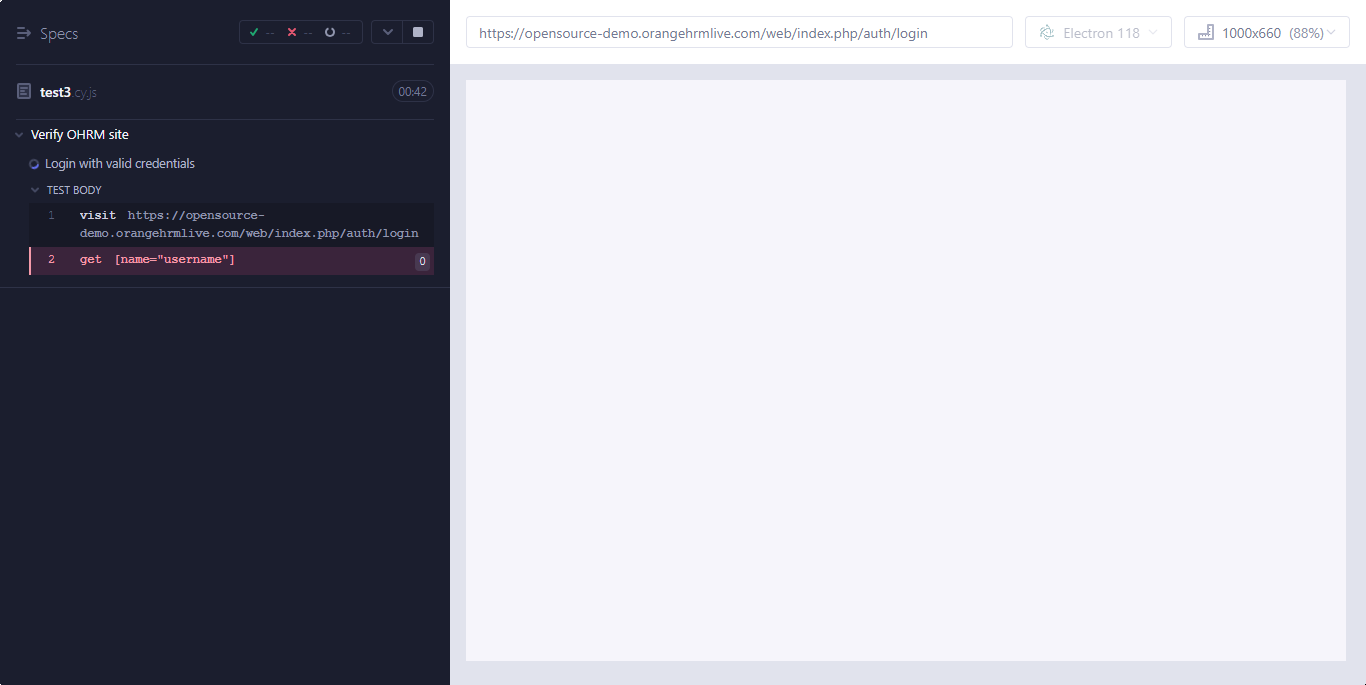 Specs
-- -- --
test3.cy.js
00:42
Verify OHRM site
Login with valid credentials
TEST BODY
1 visit https://opensource-
demo.orangehrmlive.com/web/index.php/auth/login
2 get [name="username"] 0
https://opensource-demo.orangehrmlive.com/web/index.php/auth/login
Electron 118
1000x660 (88%)